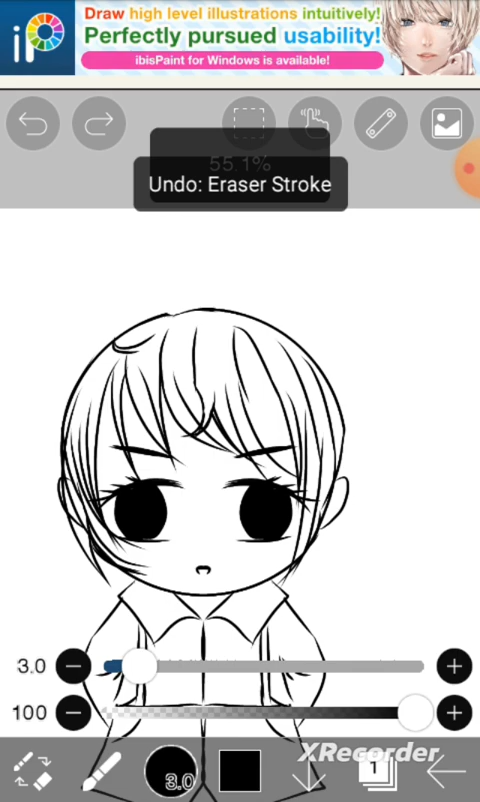 iP
Draw high level illustrations intuitively!
Perfectly pursued usability!
ibisPaint for Windows is available!
55.1%
Undo: Eraser Stroke
3.0
100
3.0
XRecorder
1